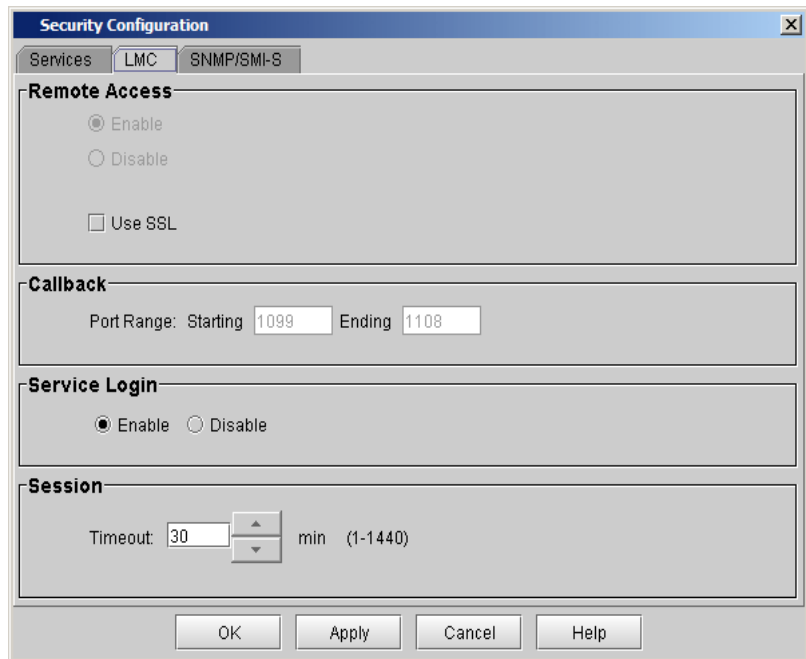 Security Configuration
Services LMC SNMP/SMI-S
Remote Access
Enable
Disable
Use SSL
Callback
Port Range: Starting 1099 Ending 1108
Service Login
Enable Disable
Session
Timeout: 30 min (1-1440)
OK Apply Cancel Help